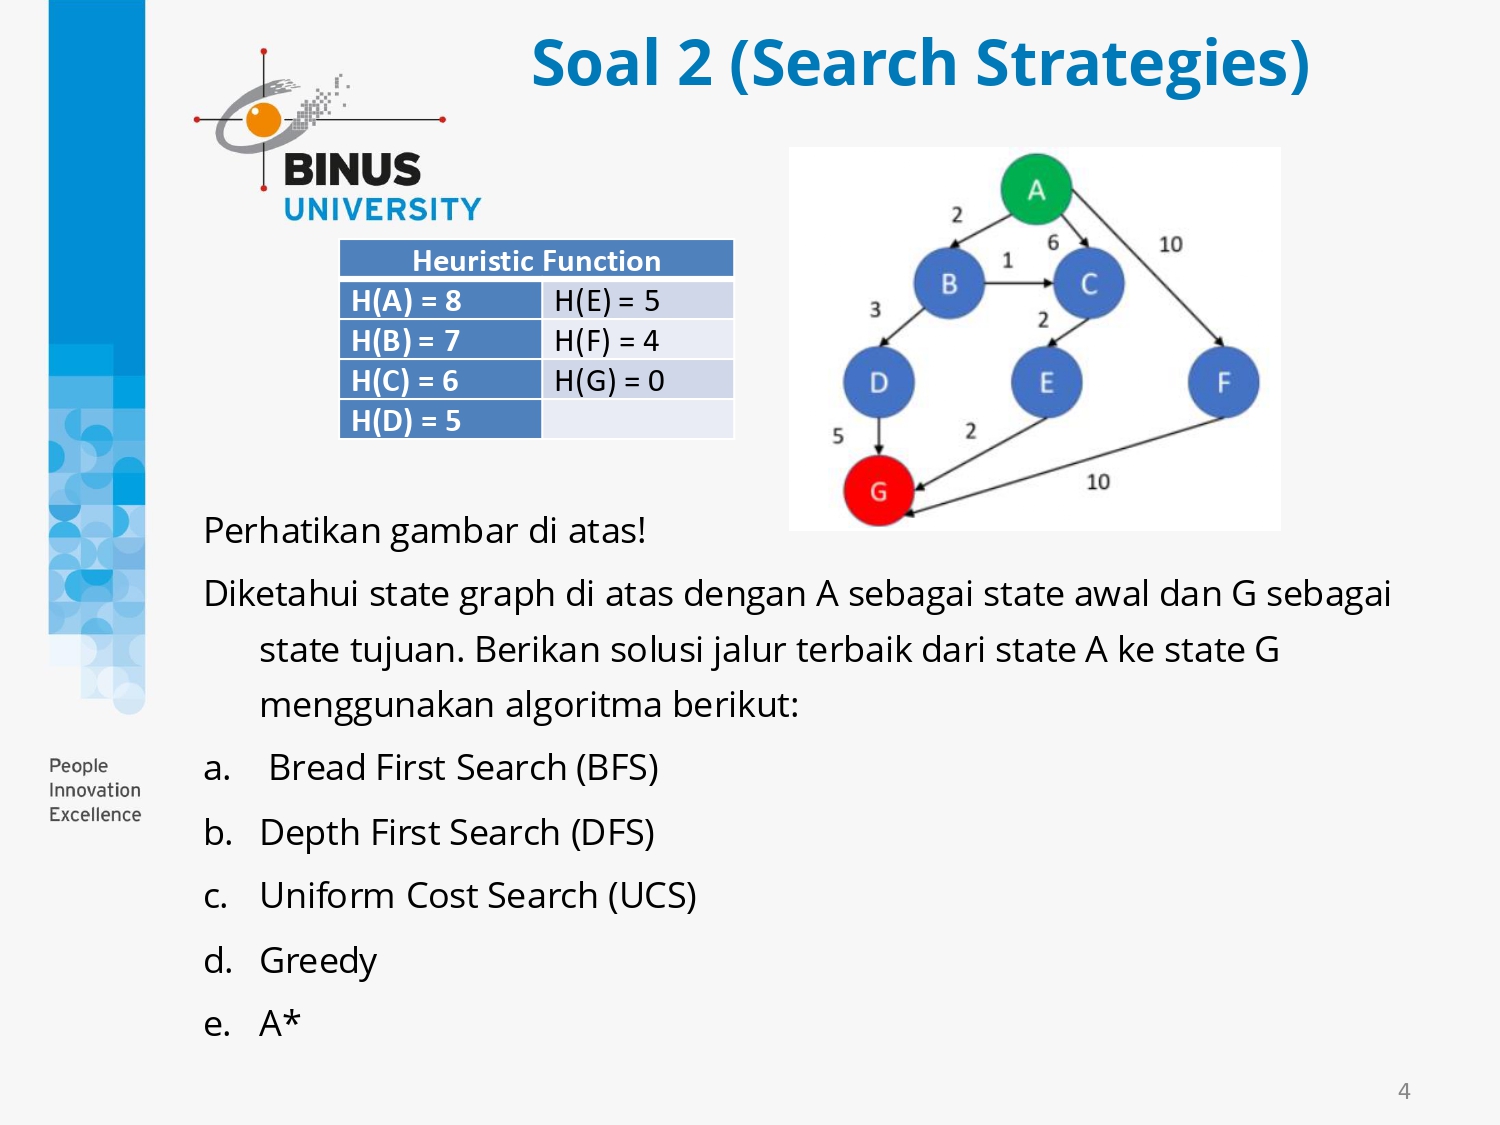 Soal 2 (Search Strategies)
BINUS
UNIVERSITY
Heuristic Function
H(A) = 8 H(E) = 5
H(B) = 7 H(F) = 4
H(C) = 6 H(G) = 0
H(D) = 5
A
2
6
10
B
1
C
3
2
D
E
F
5
2
10
G
Perhatikan gambar di atas!
Diketahui state graph di atas dengan A sebagai state awal dan G sebagai
state tujuan. Berikan solusi jalur terbaik dari state A ke state G
menggunakan algoritma berikut:
a. Bread First Search (BFS)
b. Depth First Search (DFS)
c. Uniform Cost Search (UCS)
d. Greedy
e. A*
People
Innovation
Excellence
4